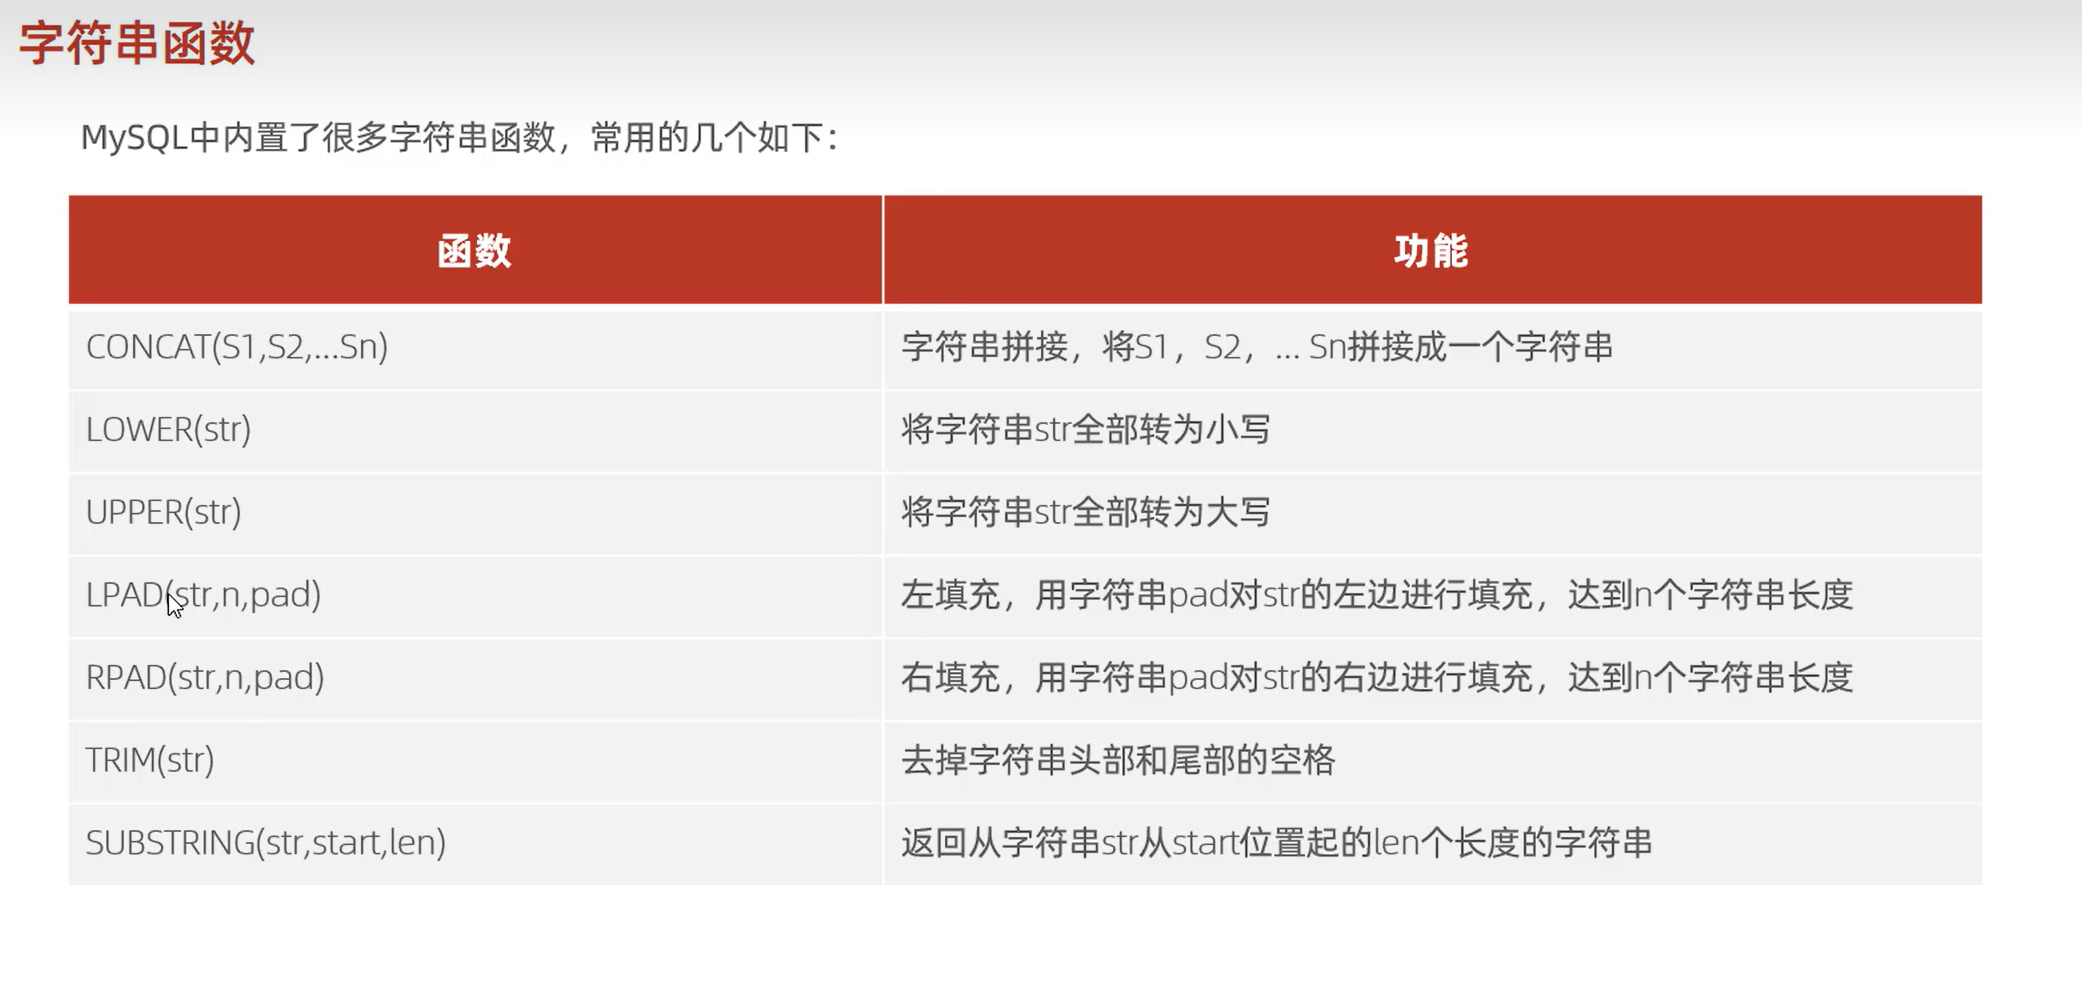 字符串函数
MySQL中内置了很多字符串函数，常用的几个如下：
函数 功能
CONCAT(S1,S2,...Sn) 字符串拼接，将S1，S2，... Sn拼接成一个字符串
LOWER(str) 将字符串str全部转为小写
UPPER(str) 将字符串str全部转为大写
LPAD(str,n,pad) 左填充，用字符串pad对str的左边进行填充，达到n个字符串长度
RPAD(str,n,pad) 右填充，用字符串pad对str的右边进行填充，达到n个字符串长度
TRIM(str) 去掉字符串头部和尾部的空格
SUBSTRING(str,start,len) 返回从字符串str从start位置起的len个长度的字符串